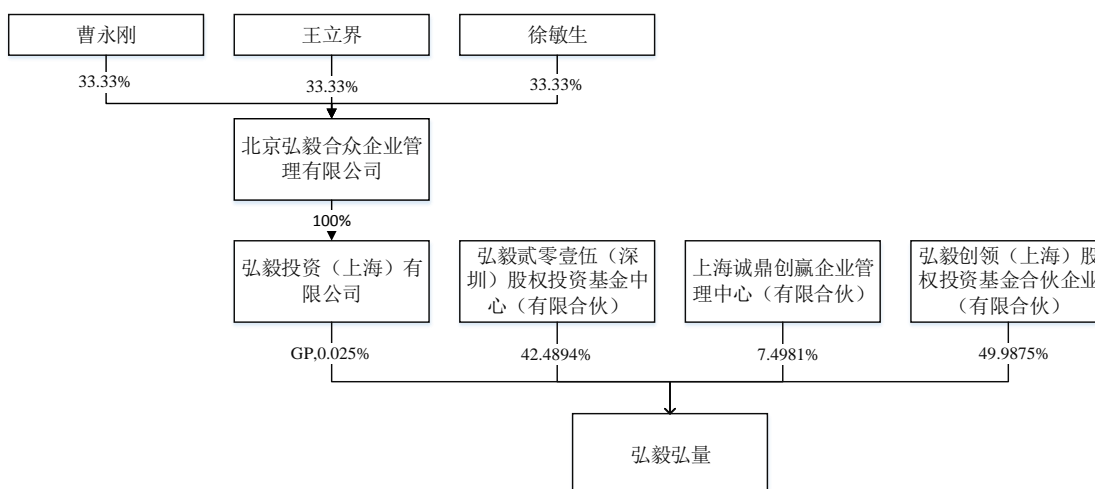 曹永刚
王立界
徐敏生
33.33%
33.33%
33.33%
北京弘毅合众企业管
理有限公司
100%
弘毅投资（上海）有
限公司
弘毅贰零壹伍（深
圳）股权投资基金中
心（有限合伙）
上海诚鼎创赢企业管
理中心（有限合伙）
弘毅创领（上海）股
权投资基金合伙企业
（有限合伙）
GP,0.025%
42.4894%
7.4981%
49.9875%
弘毅弘量